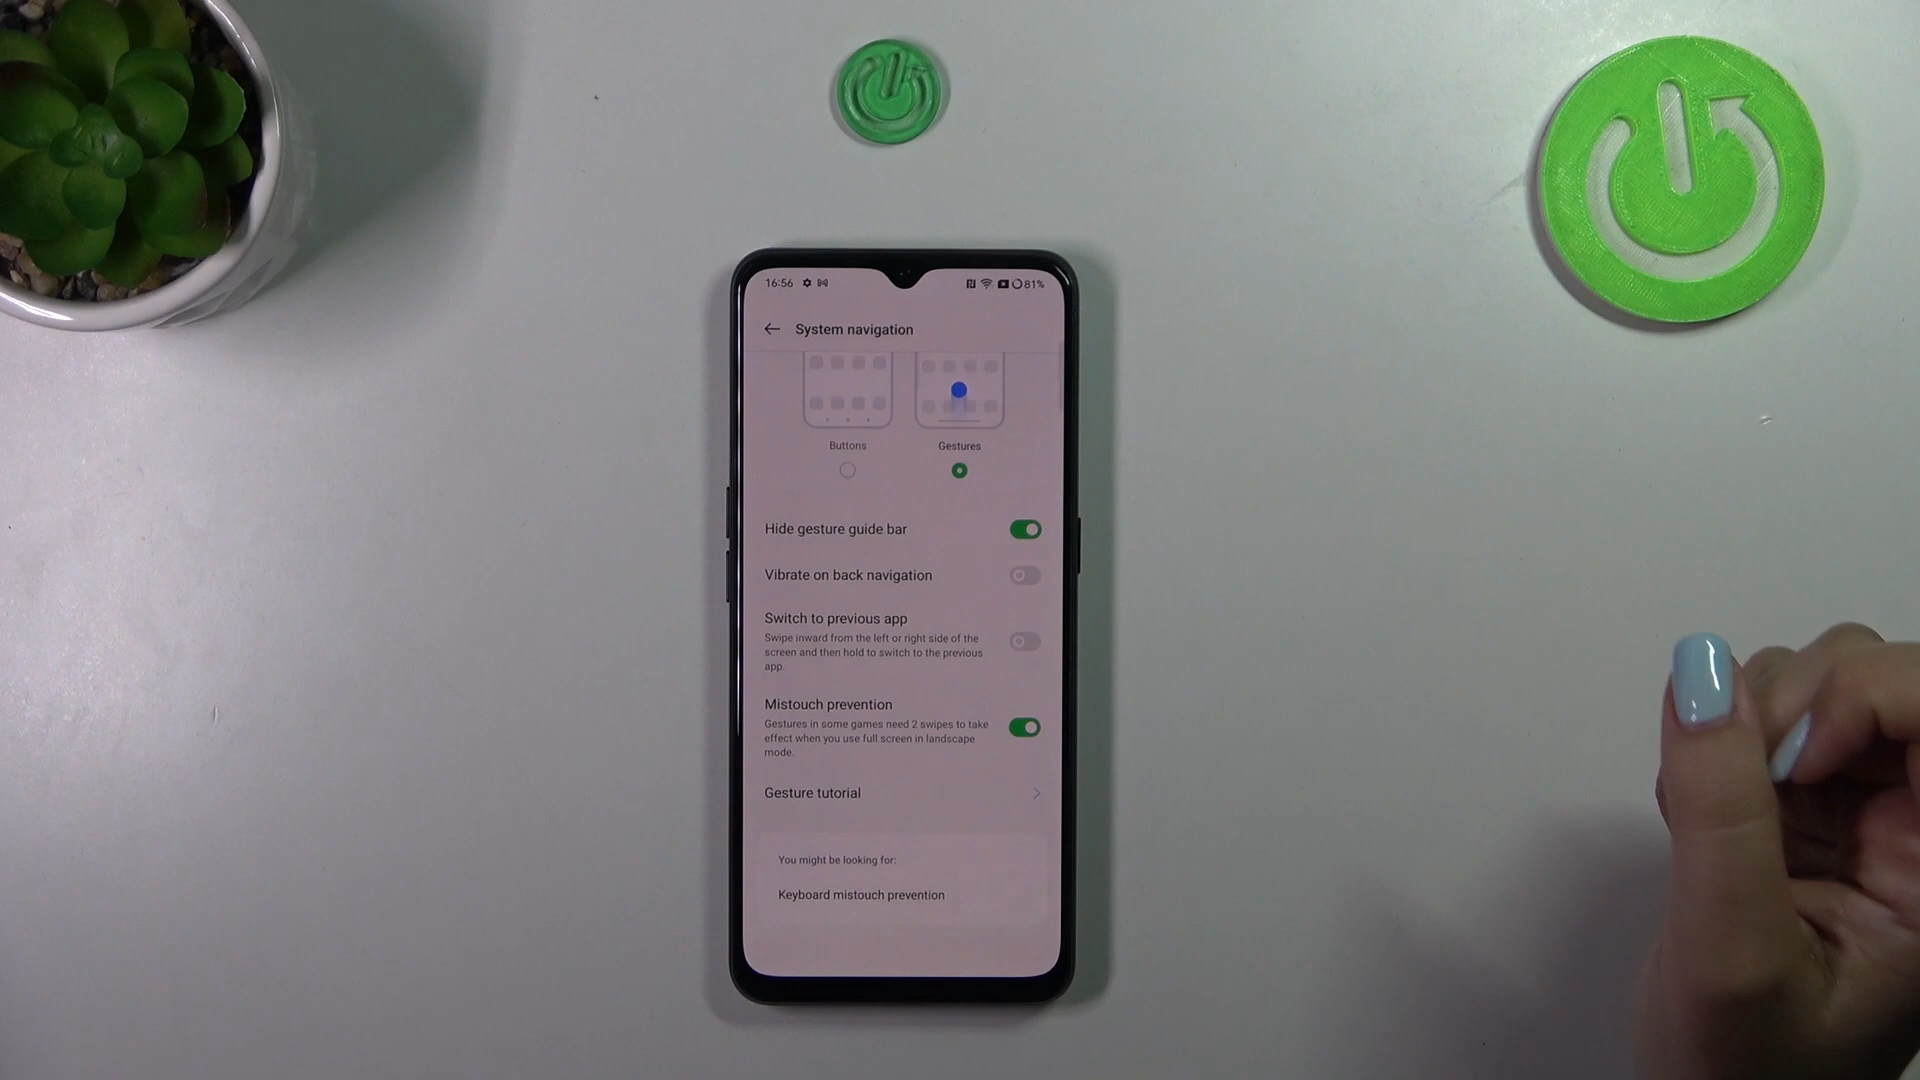 16:56
81%
System navigation
Buttons
Gestures
Hide gesture guide bar
Vibrate on back navigation
Switch to previous app
Swipe inward from the left or right side of the
screen and then hold to switch to the previous
app.
Mistouch prevention
Gestures in some games need 2 swipes to take
effect when you use full screen in landscape
mode.
Gesture tutorial
You might be looking for:
Keyboard mistouch prevention